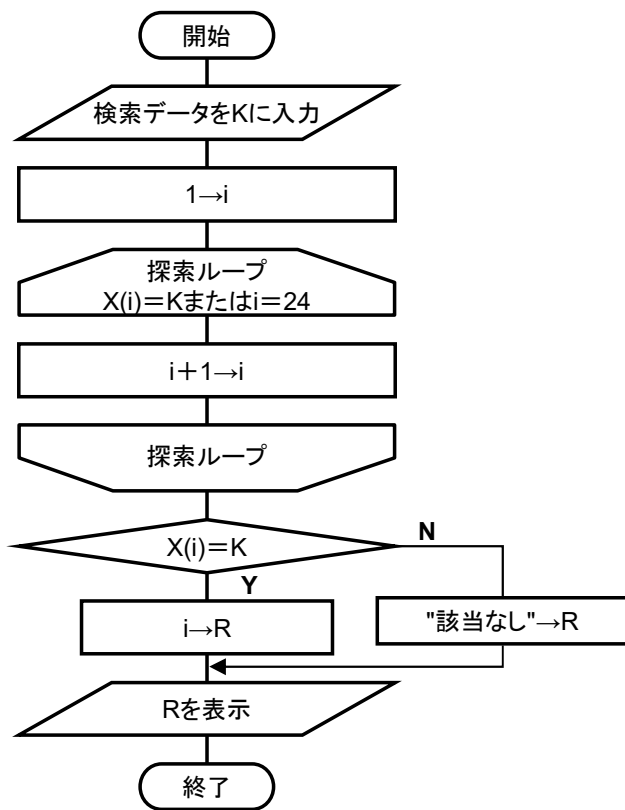 開始
検索データをKに入力
1→i
探索ループ
X(i)=Kまたはi=24
i+1→i
探索ループ
X(i)=K
N
Y
i→R
"該当なし"→R
Rを表示
終了